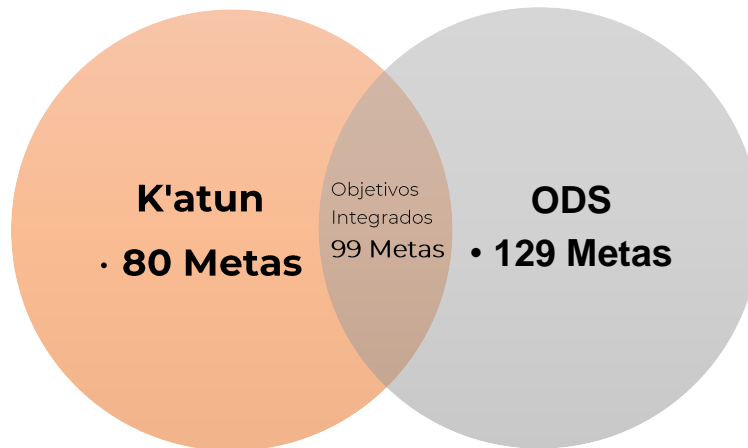 K'atun
· 80 Metas
Objetivos
Integrados
99 Metas
ODS
• 129 Metas